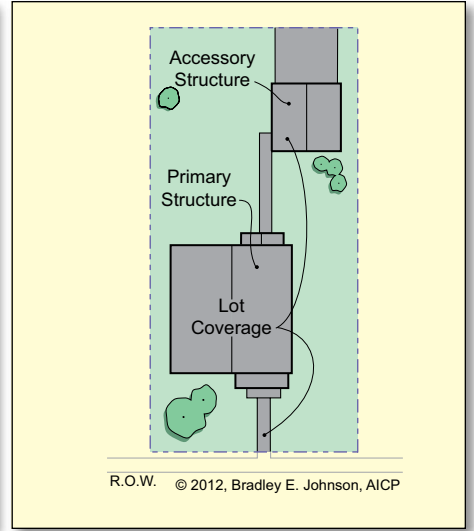 Accessory
Structure
Primary
Structure
Lot
Coverage
R.O.W.
© 2012, Bradley E. Johnson, AICP